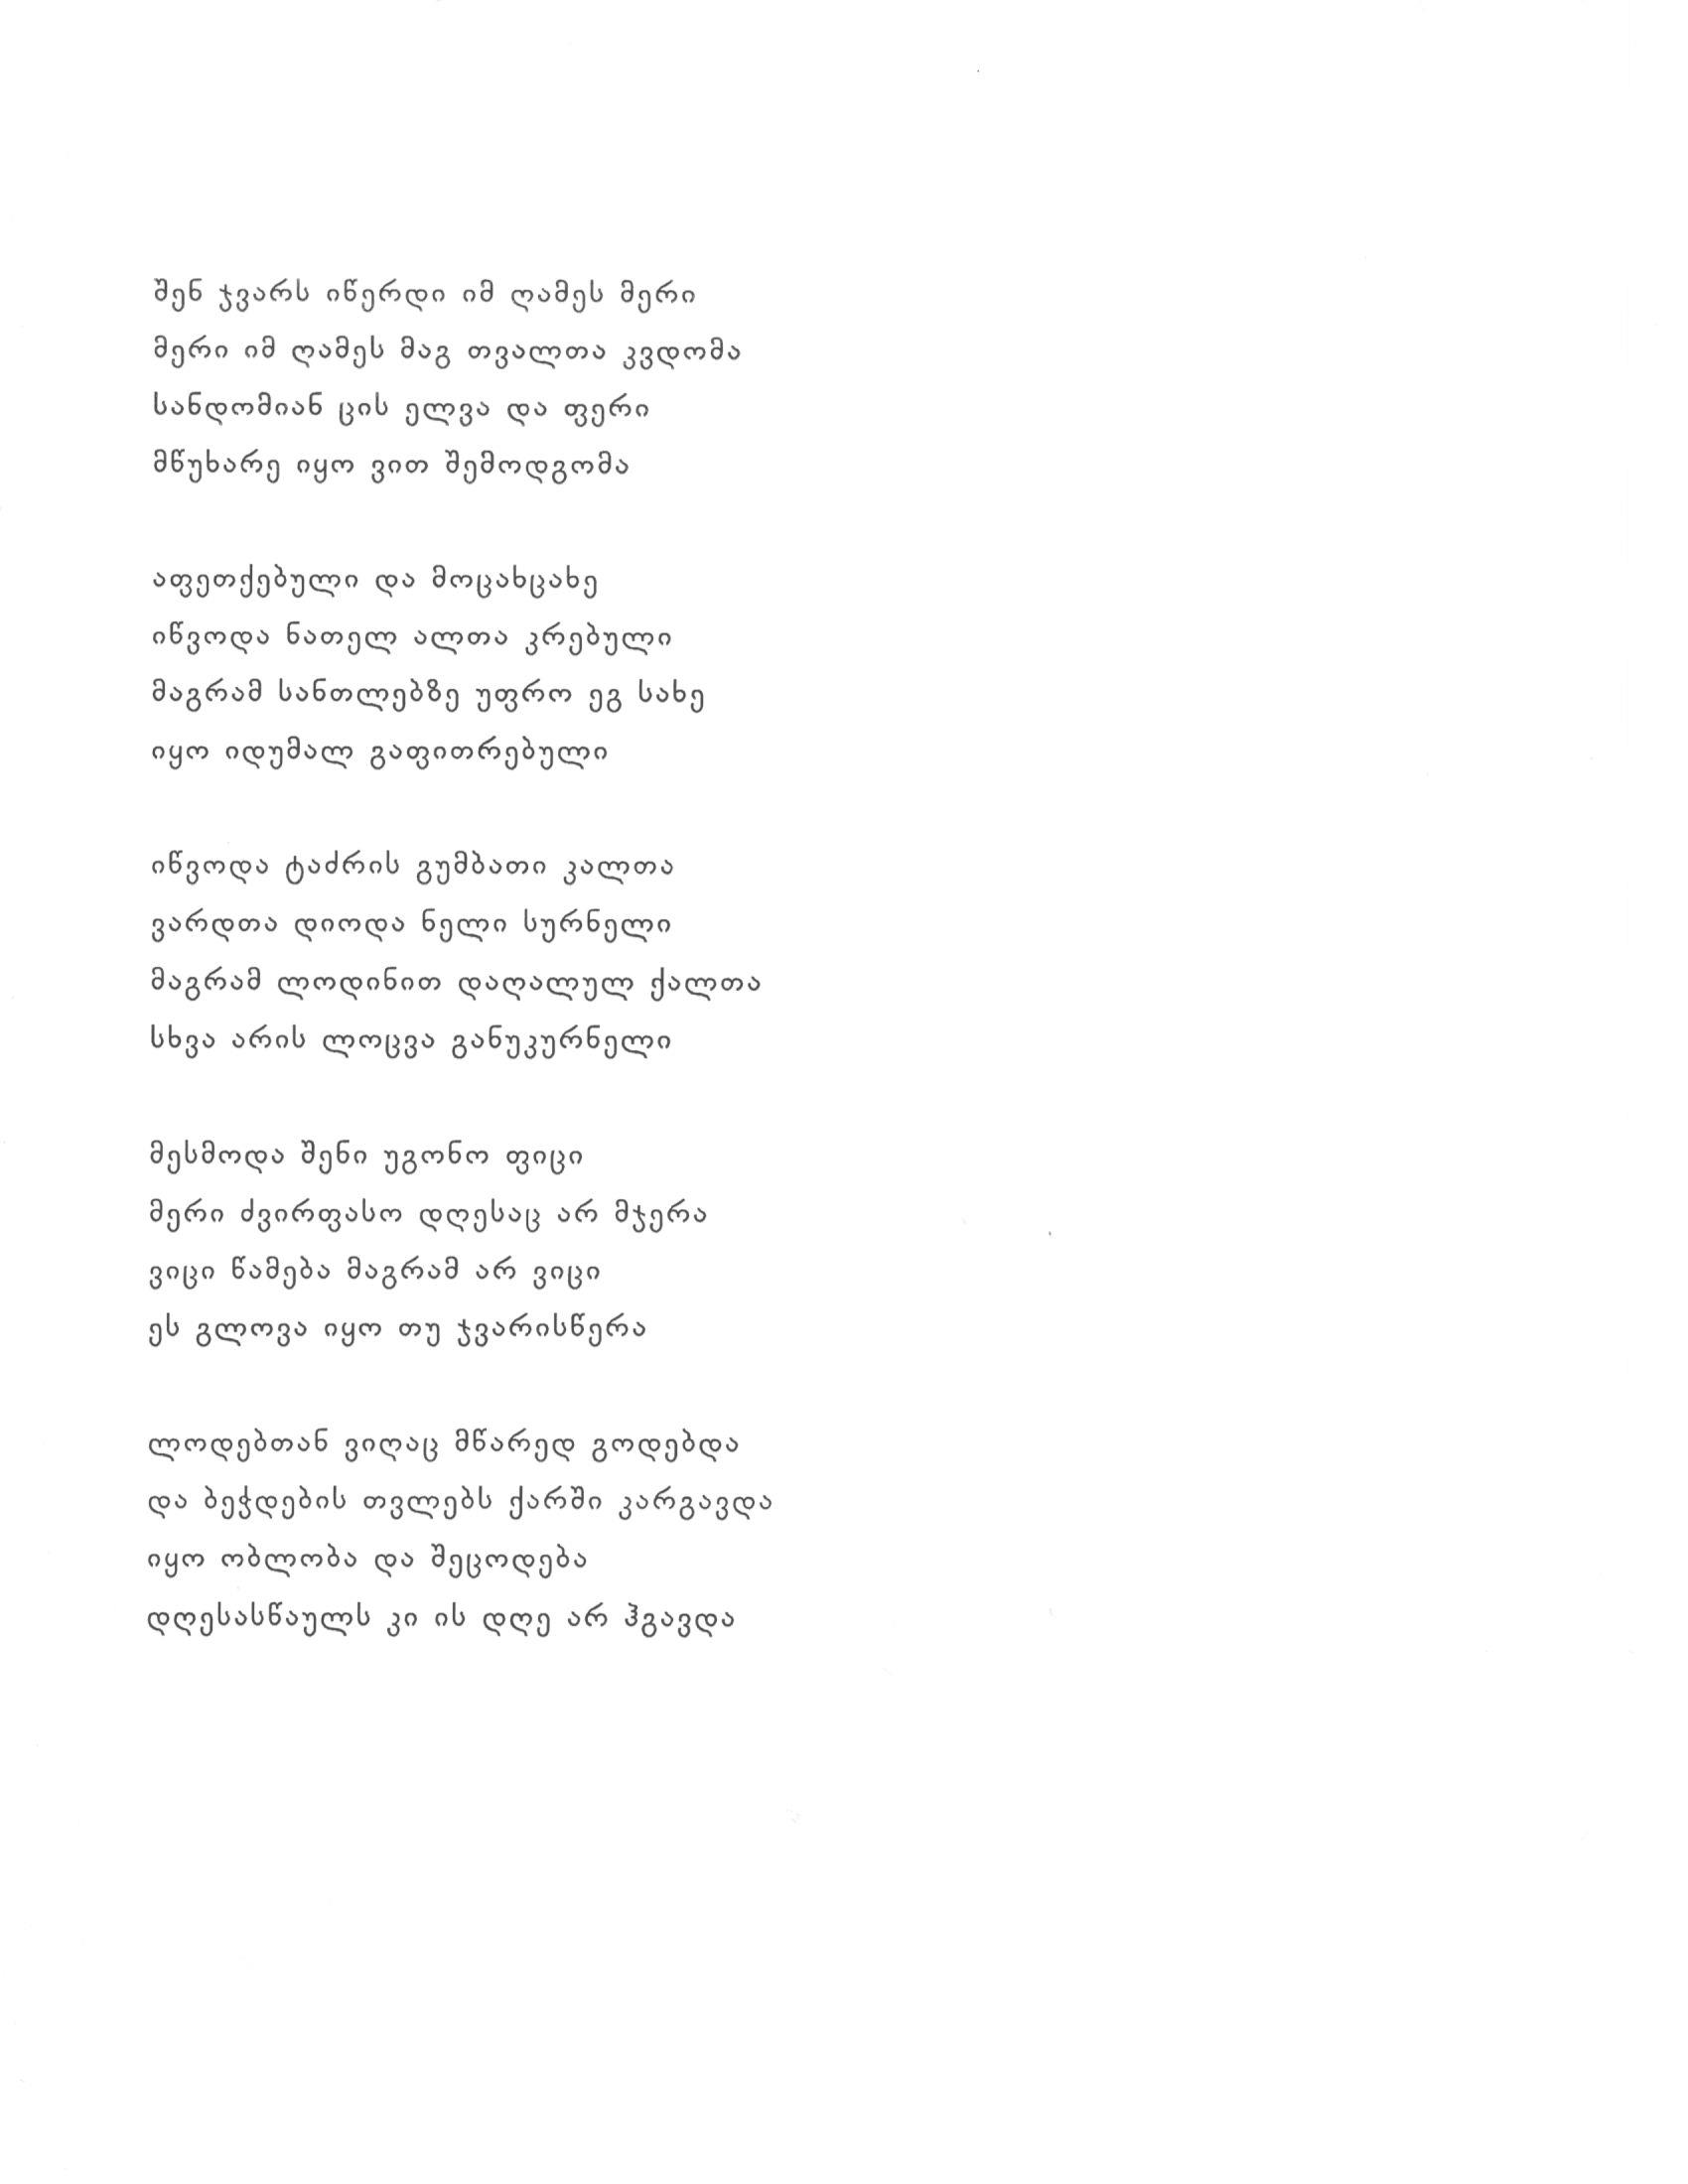 შენ ჯვარს იწერდი იმ ღამეს მერი
მერი იმ ღამეს მაგ თვალთა კვდომა
სანდომიან ცის ელვა და ფერი
მწუხარე იყო ვით შემოდგომა
აფეთქებული და მოცახცახე
იწვოდა ნათელ ალთა კრებული
მაგრამ სანთლებზე უფრო ეგ სახე
იყო იდუმალ გაფითრებული
იწვოდა ტაძრის გუმბათი კალთა
ვარდთა დიოდა ნელი სურნელი
მაგრამ ლოდინით დაღალულ ქალთა
სხვა არის ლოცვა განუკურნელი
მესმოდა შენი უგონო ფიცი
მერი ძვირფასო დღესაც არ მჯერა
ვიცი წამება მაგრამ არ ვიცი
ეს გლოვა იყო თუ ჯვარისწერა
ლოდებთან ვიღაც მწარედ გოდებდა
და ბეჭდების თვლებს ქარში კარგავდა
იყო ობლობა და შეცოდება
დღესასწაულს კი ის დღე არ ჰგავდა